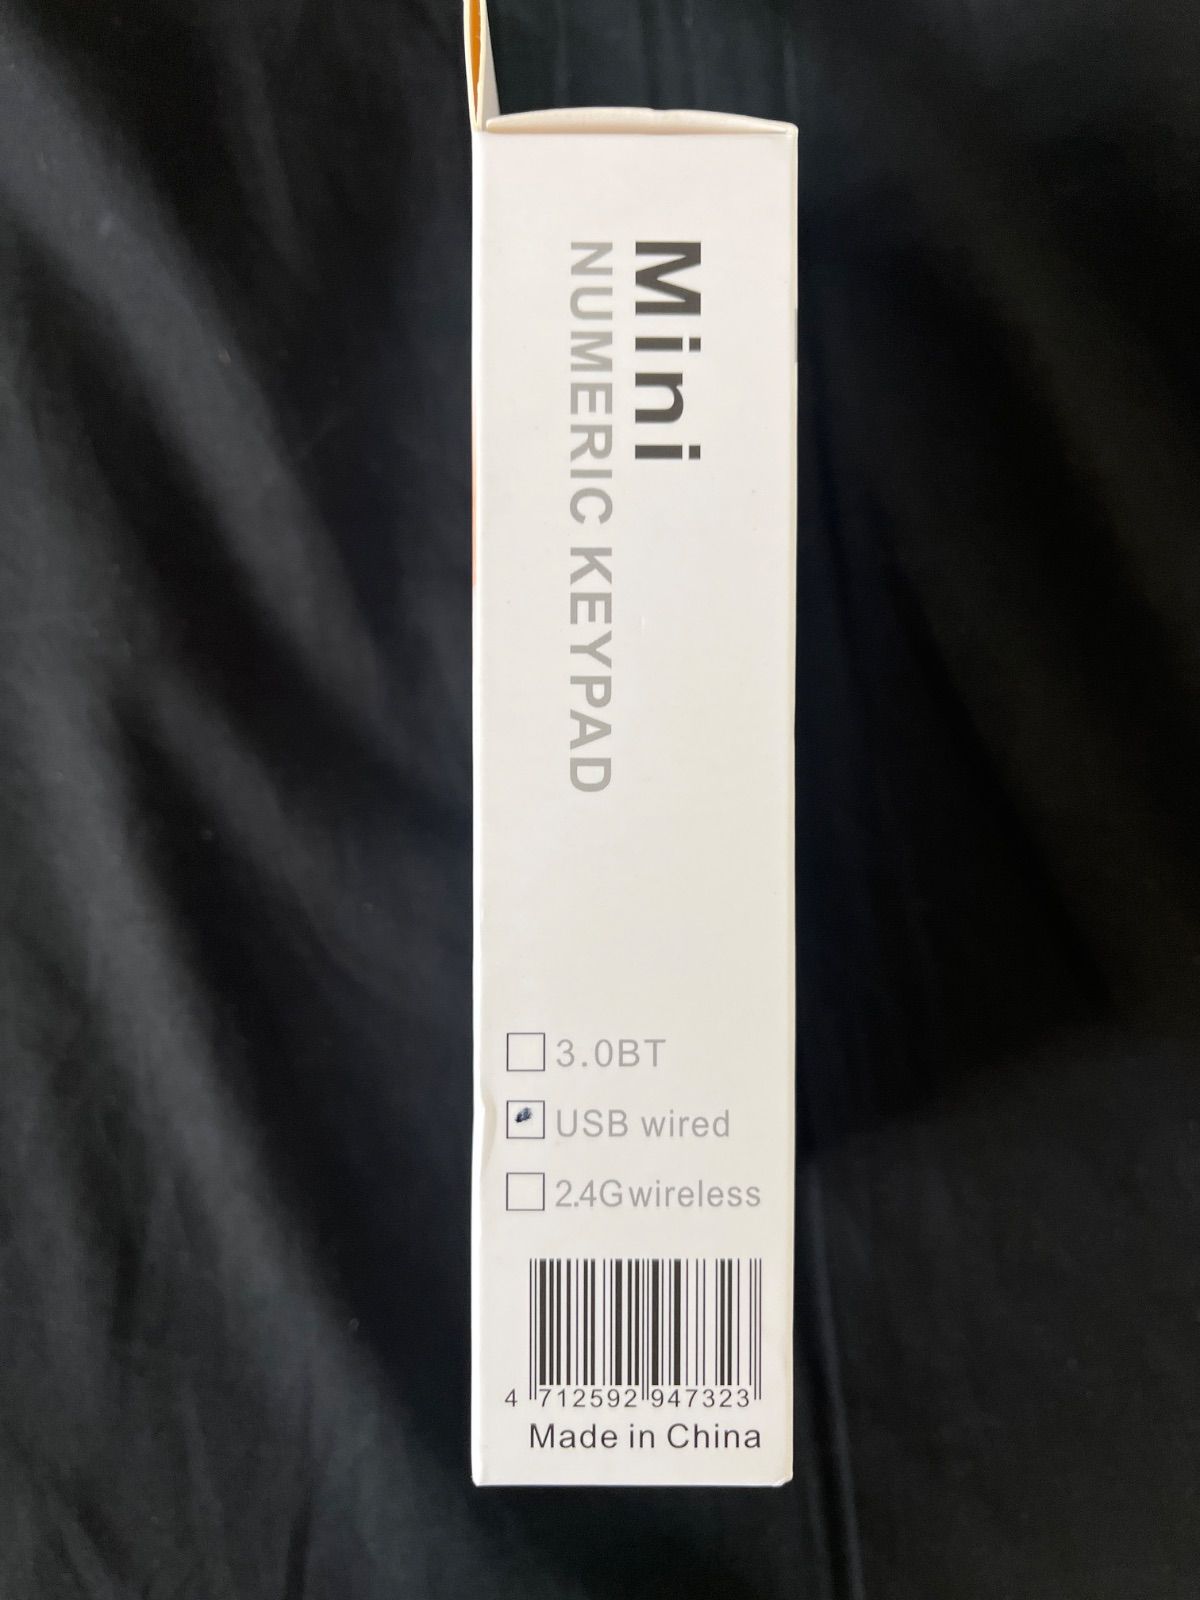 Mini
NUMERIC KEYPAD
3.0BT
USB wired
2.4Gwireless
4 712592 947323
Made in China